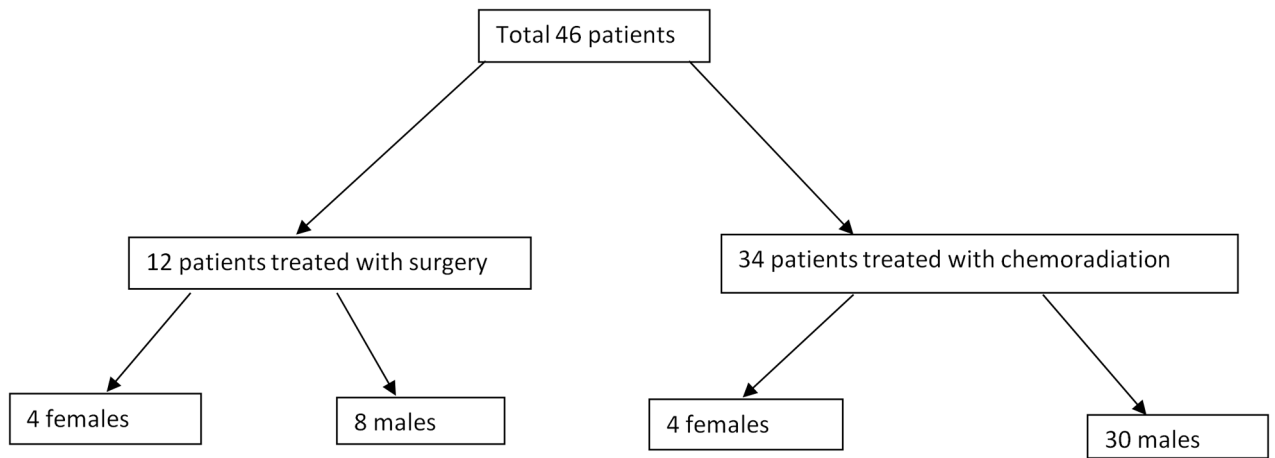 Total 46 patients
12 patients treated with surgery
34 patients treated with chemoradiation
4 females
8 males
4 females
30 males